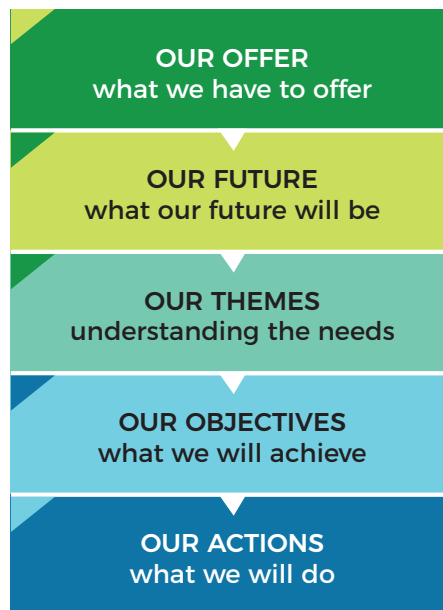 OUR OFFER
what we have to offer
OUR FUTURE
what our future will be
OUR THEMES
understanding the needs
OUR OBJECTIVES
what we will achieve
OUR ACTIONS
what we will do